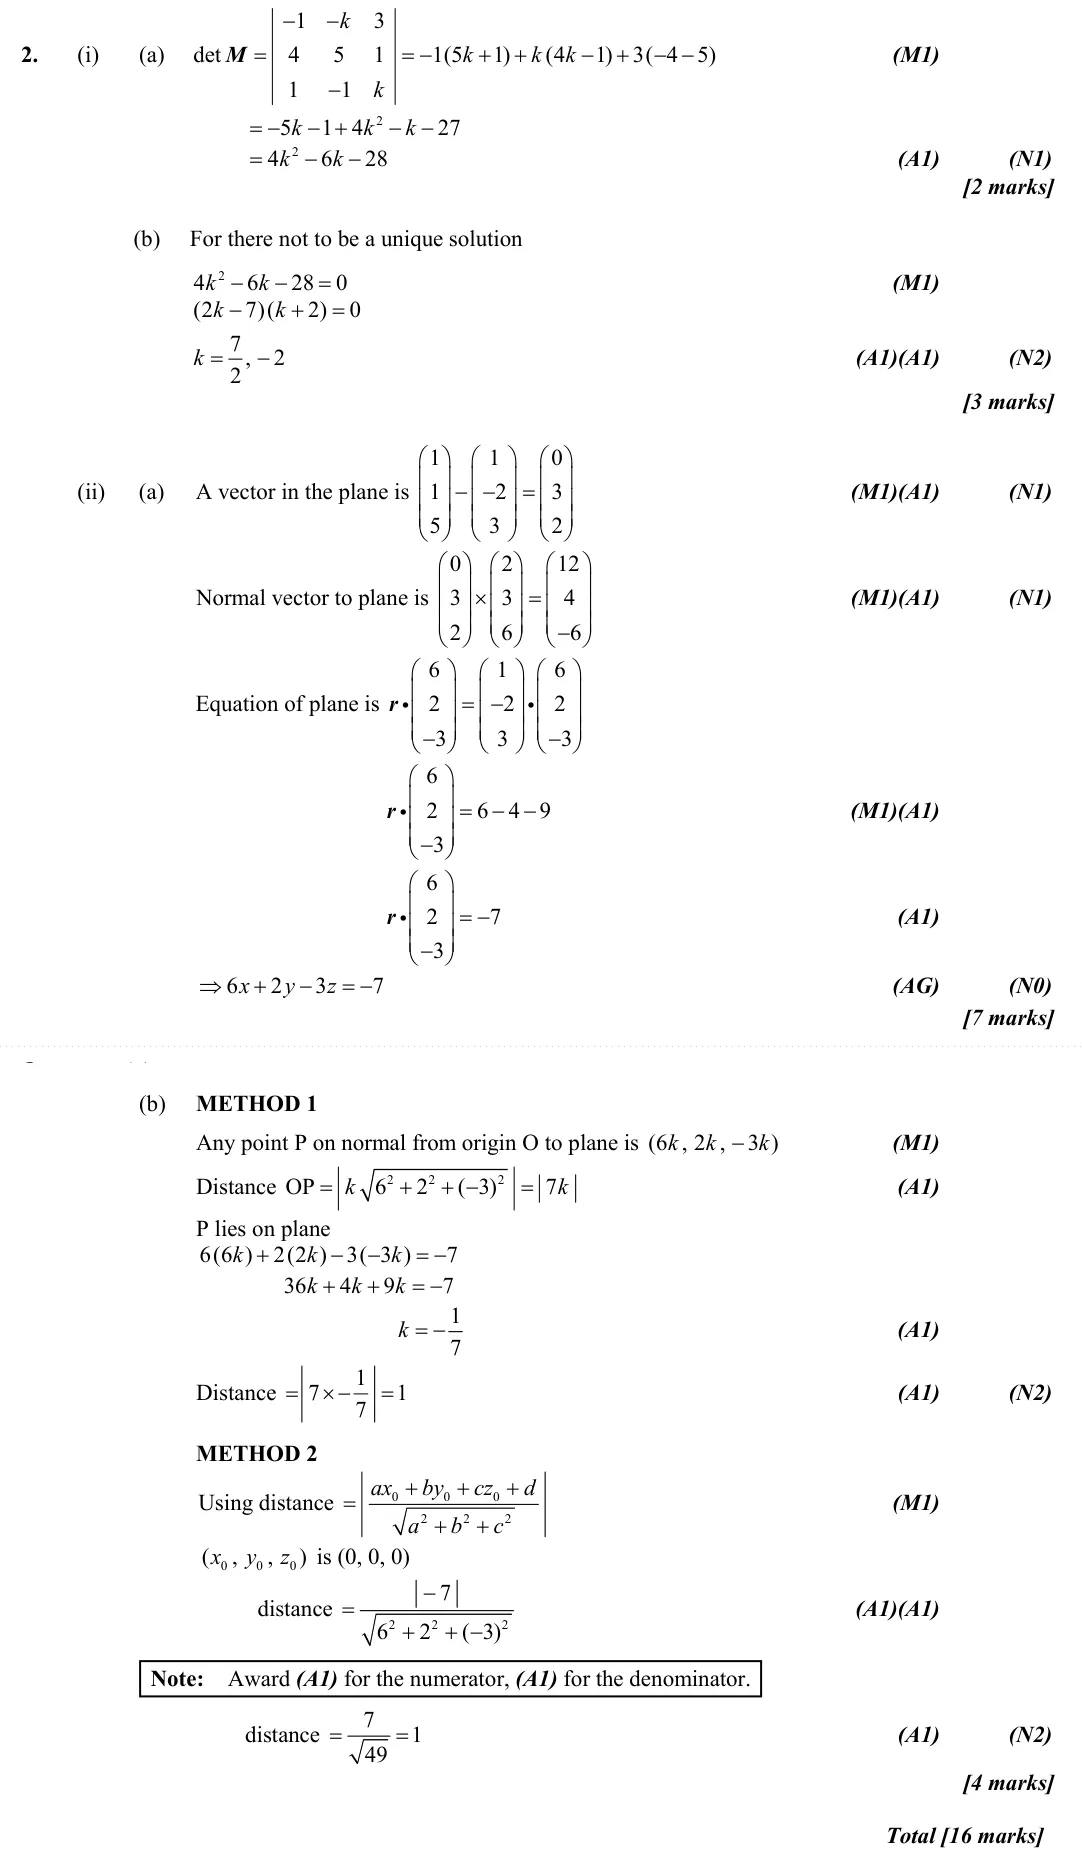 2. (i) (a) det M = | −1 −k 3 ; 4 5 1 ; 1 −1 k | = −1(5k + 1) + k(4k − 1) + 3(−4 − 5) (M1)
= −5k − 1 + 4k² − k − 27
= 4k² − 6k − 28 (A1) (N1)
[2 marks]
(b) For there not to be a unique solution
4k² − 6k − 28 = 0 (M1)
(2k − 7)(k + 2) = 0
k = 7/2, −2 (A1)(A1) (N2)
[3 marks]
(ii) (a) A vector in the plane is (1 1 5) − (1 −2 3) = (0 3 2) (M1)(A1) (N1)
Normal vector to plane is (0 3 2) × (2 3 6) = (12 4 −6) (M1)(A1) (N1)
Equation of plane is r • (6 2 −3) = (1 −2 3) • (6 2 −3)
r • (6 2 −3) = 6 − 4 − 9 (M1)(A1)
r • (6 2 −3) = −7 (A1)
⇒ 6x + 2y − 3z = −7 (AG) (N0)
[7 marks]
(b) METHOD 1
Any point P on normal from origin O to plane is (6k, 2k, −3k) (M1)
Distance OP = |k√(6² + 2² + (−3)²)| = |7k| (A1)
P lies on plane
6(6k) + 2(2k) − 3(−3k) = −7
36k + 4k + 9k = −7
k = −1/7 (A1)
Distance = |7 × −1/7| = 1 (A1) (N2)
METHOD 2
Using distance = |(ax₀ + by₀ + cz₀ + d)/√(a² + b² + c²)| (M1)
(x₀, y₀, z₀) is (0, 0, 0)
distance = |−7|/√(6² + 2² + (−3)²) (A1)(A1)
Note: Award (A1) for the numerator, (A1) for the denominator.
distance = 7/√49 = 1 (A1) (N2)
[4 marks]
Total [16 marks]